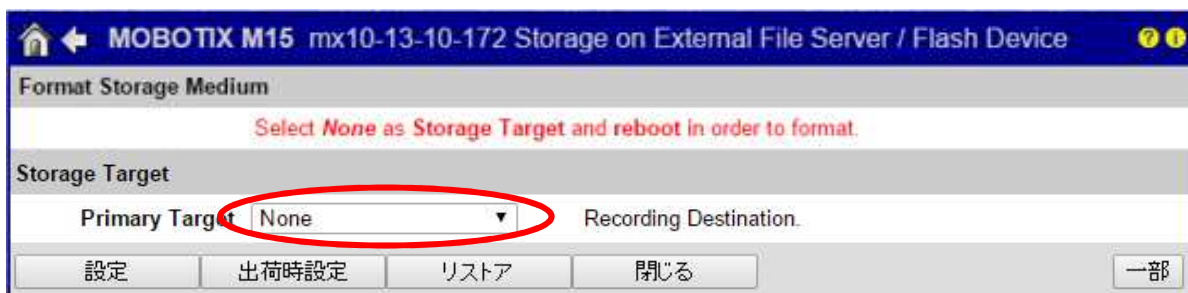 MOBOTIX M15 mx10-13-10-172 Storage on External File Server / Flash Device
Format Storage Medium
Select None as Storage Target and reboot in order to format.
Storage Target
Primary Target None Recording Destination.
設定 出荷時設定 リストア 閉じる 一部